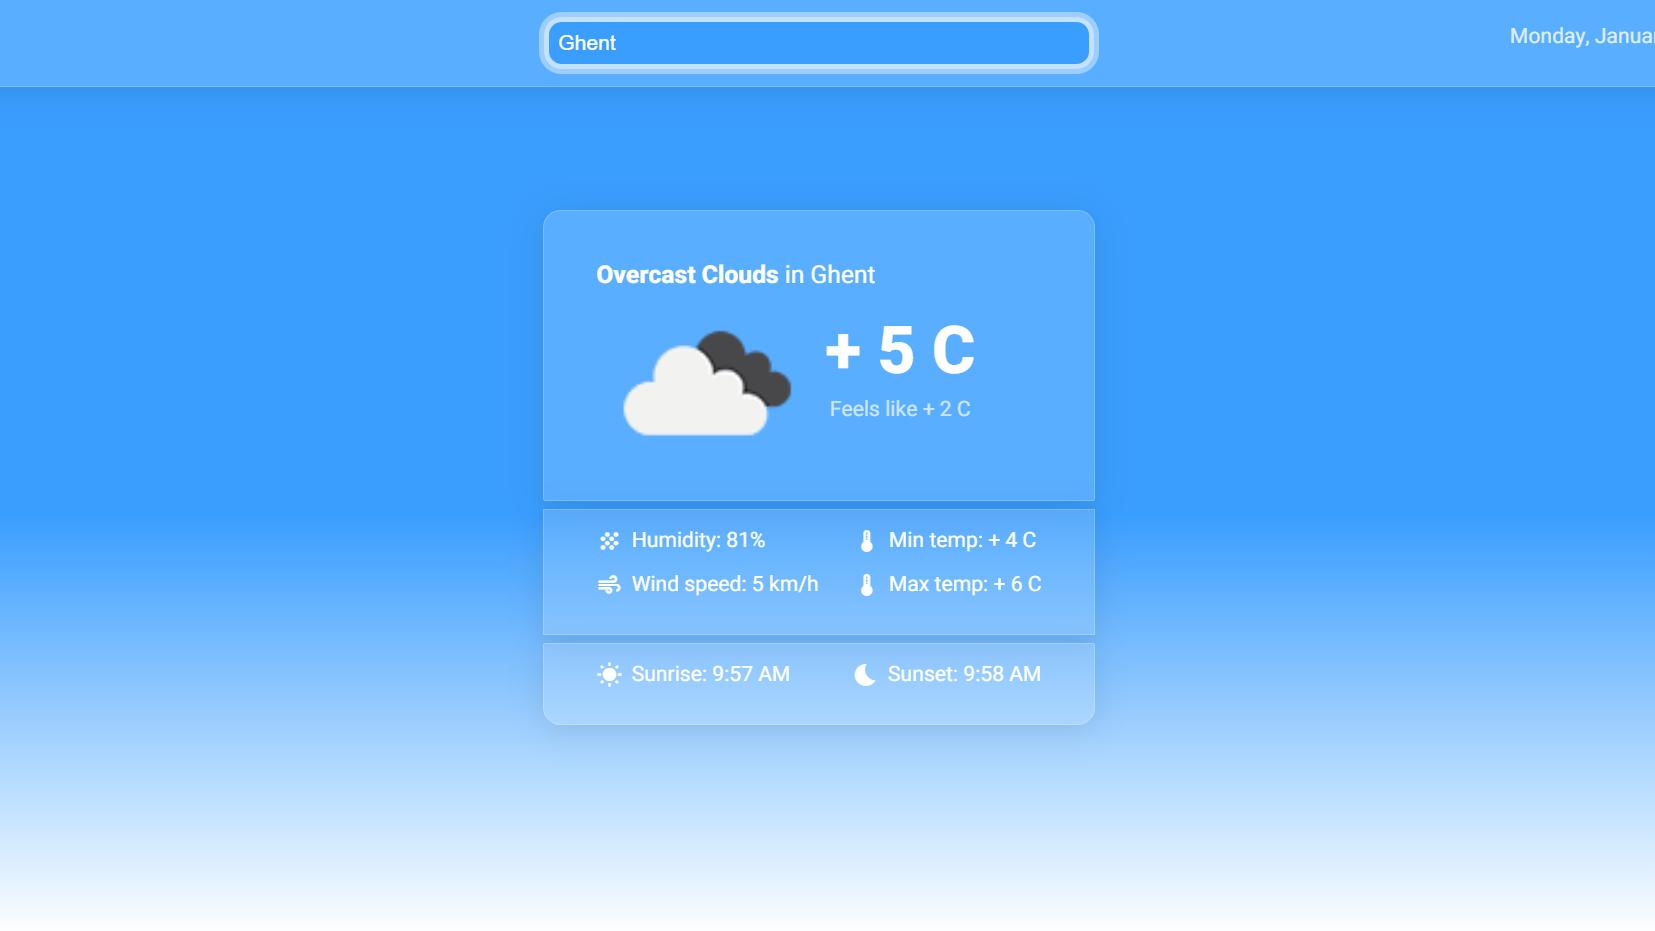 Ghent
Monday, Januar
Overcast Clouds in Ghent
+ 5 C
Feels like + 2 C
Humidity: 81%
Min temp: + 4 C
Wind speed: 5 km/h
Max temp: + 6 C
Sunrise: 9:57 AM
Sunset: 9:58 AM